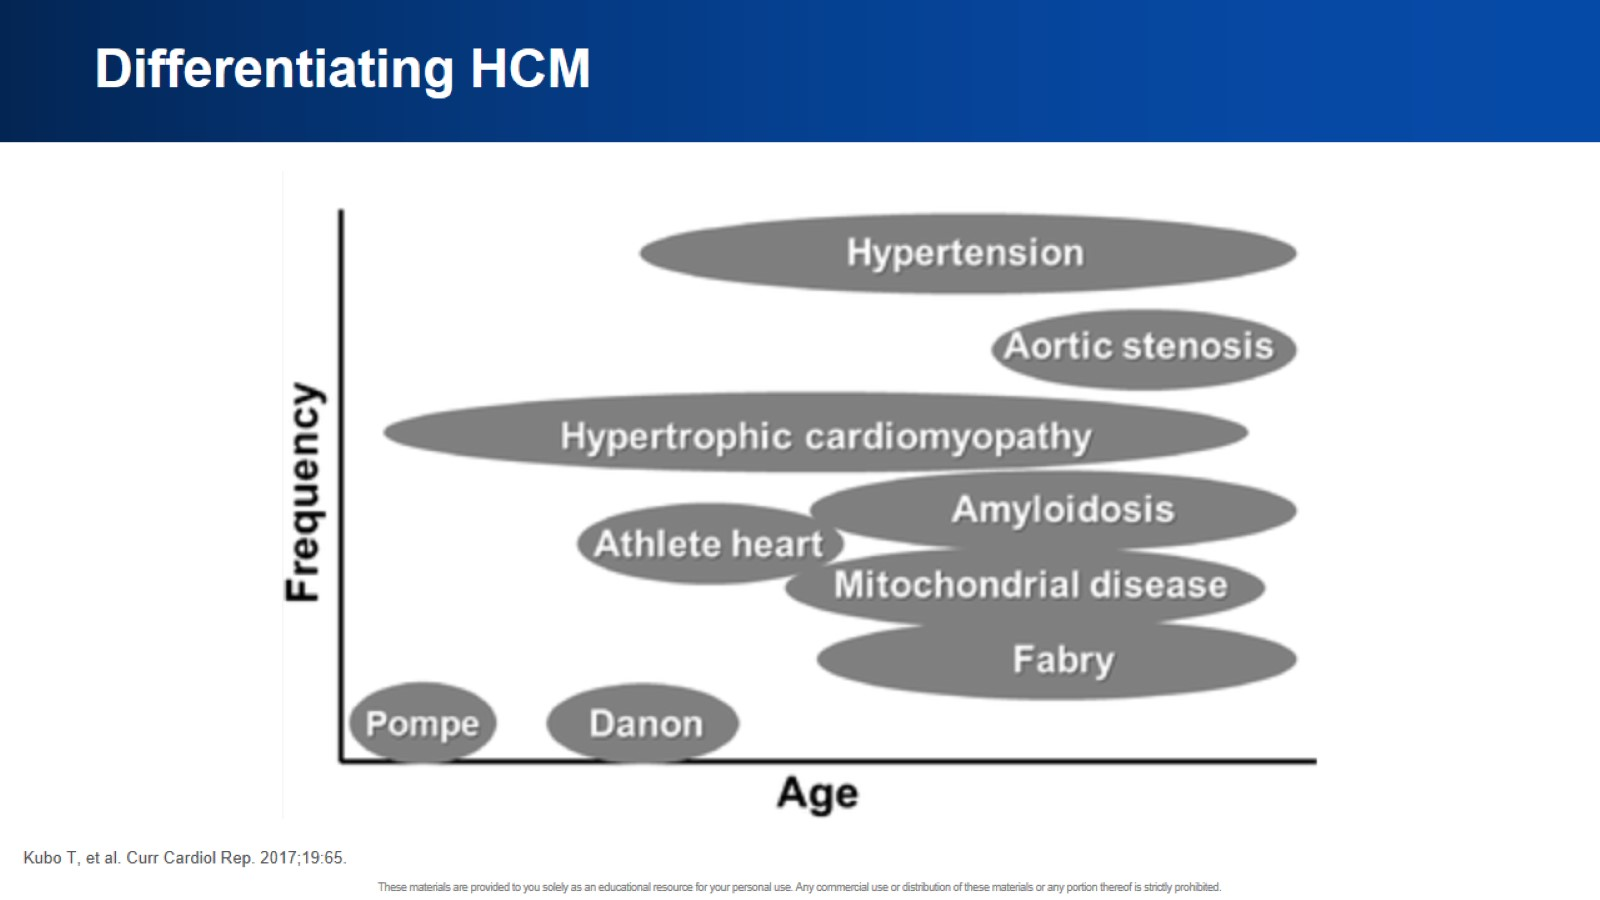 Differentiating HCM
Hypertension
Aortic stenosis
Hypertrophic cardiomyopathy
Amyloidosis
Athlete heart
Mitochondrial disease
Fabry
Pompe
Danon
Frequency
Age
Kubo T, et al. Curr Cardiol Rep. 2017;19:65.
These materials are provided to you solely as an educational resource for your personal use. Any commercial use or distribution of these materials or any portion thereof is strictly prohibited.